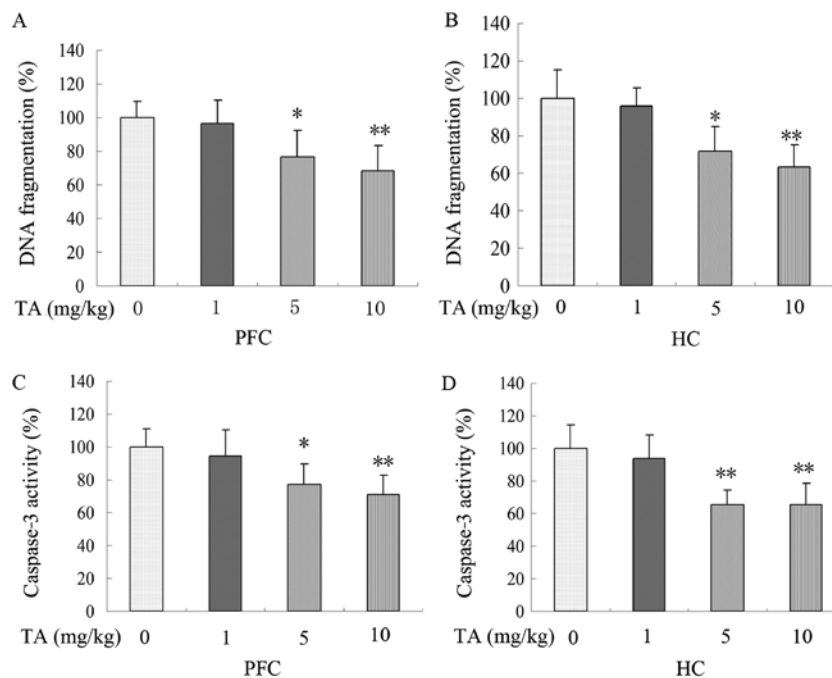 A
DNA fragmentation (%)
140
120
100
80
60
40
20
0
*
**
TA (mg/kg) 0 1 5 10
PFC
B
DNA fragmentation (%)
140
120
100
80
60
40
20
0
*
**
TA (mg/kg) 0 1 5 10
HC
C
Caspase-3 activity (%)
140
120
100
80
60
40
20
0
*
**
TA (mg/kg) 0 1 5 10
PFC
D
Caspase-3 activity (%)
140
120
100
80
60
40
20
0
**
**
TA (mg/kg) 0 1 5 10
HC